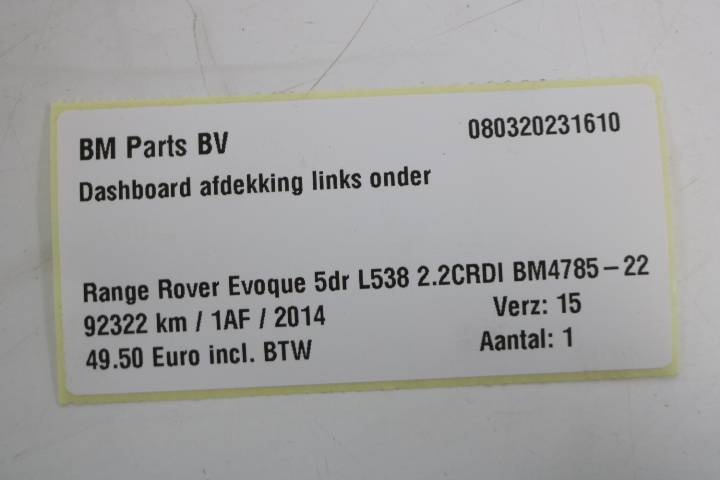 BM Parts BV 080320231610
Dashboard afdekking links onder
Range Rover Evoque 5dr L538 2.2CRDI BM4785-22
92322 km / 1AF / 2014 Verz: 15
49.50 Euro incl. BTW Aantal: 1